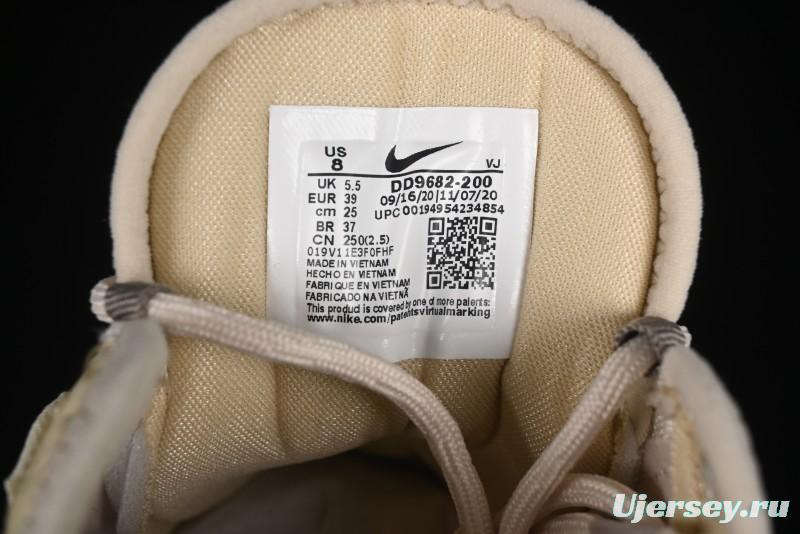 US
8
VJ
UK 5.5
EUR 39
cm 25
BR 37
CN 250(2.5)
DD9682-200
09/16/20|11/07/20
UPC 00194954234854
019V11E3F0FHF
MADE IN VIETNAM
HECHO EN VIETNAM
FABRIQUE EN VIETNAM
FABRICADO NA VIETNÃ
This product is covered by one of more patents:
www.nike.com/patentsvirtualmarking
Ujersey.ru